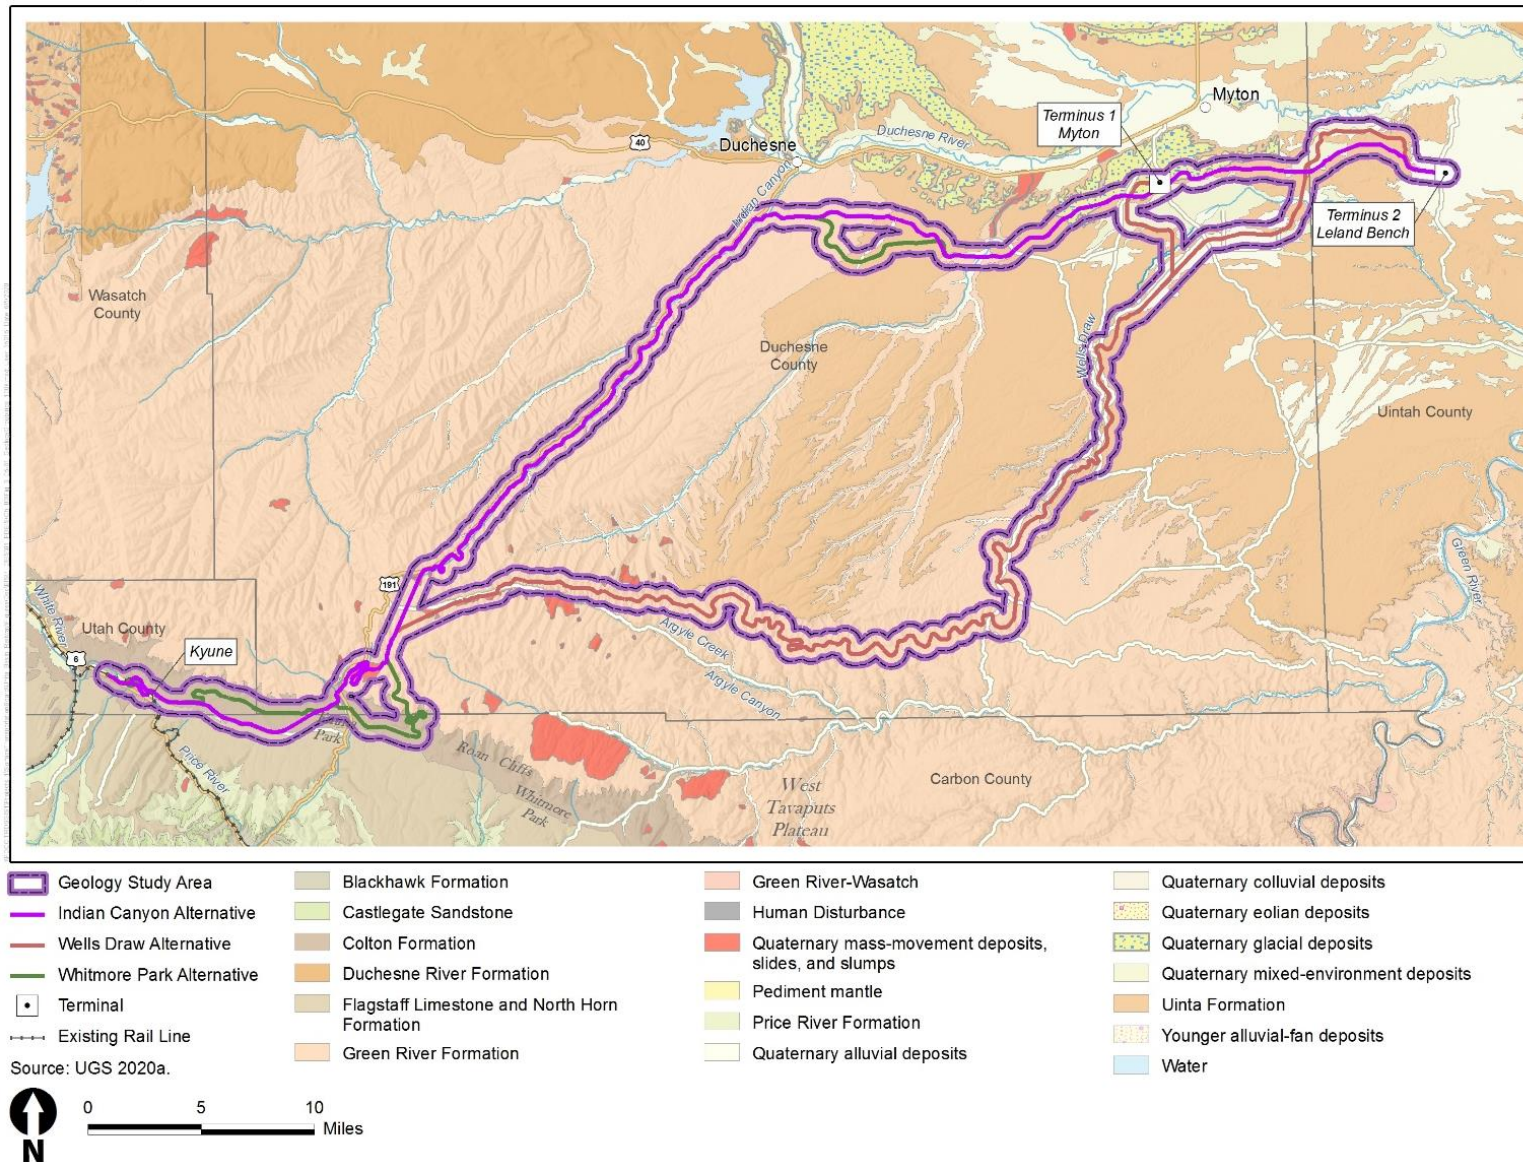 Myton
Terminus 1
Myton
Duchesne River
40
Duchesne
Indian Canyon
Terminus 2
Leland Bench
Wasatch
County
Duchesne
County
Wells Draw
Uintah County
Green River
191
White River
Utah County
6
Kyune
Argyle Creek
Argyle Canyon
Park
Price River
Roan Cliffs
Whitmore
Park
West
Tavaputs
Plateau
Carbon County
Geology Study Area
Indian Canyon Alternative
Wells Draw Alternative
Whitmore Park Alternative
Terminal
Existing Rail Line
Source: UGS 2020a.
Blackhawk Formation
Castlegate Sandstone
Colton Formation
Duchesne River Formation
Flagstaff Limestone and North Horn
Formation
Green River Formation
Green River-Wasatch
Human Disturbance
Quaternary mass-movement deposits,
slides, and slumps
Pediment mantle
Price River Formation
Quaternary alluvial deposits
Quaternary colluvial deposits
Quaternary eolian deposits
Quaternary glacial deposits
Quaternary mixed-environment deposits
Uinta Formation
Younger alluvial-fan deposits
Water
N
0 5 10
Miles